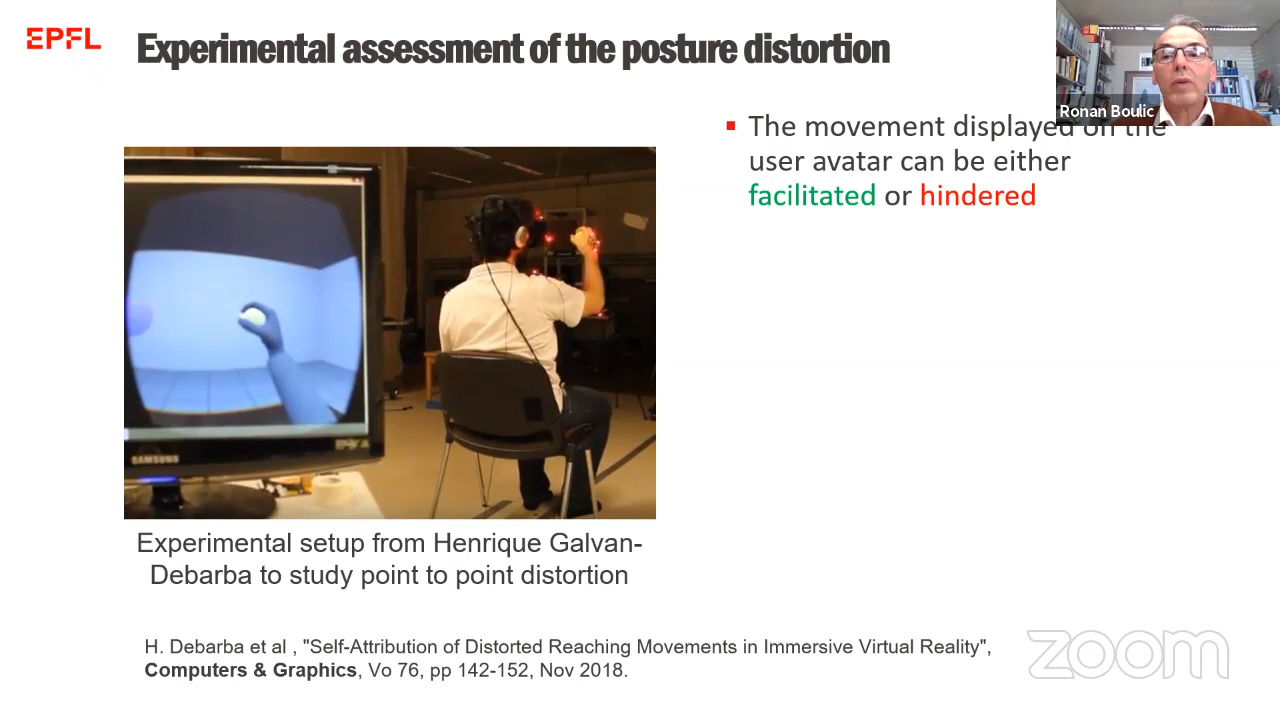 EPFL
Experimental assessment of the posture distortion
Ronan Boulic
The movement displayed on the
user avatar can be either
facilitated or hindered
SAMSUNG
Experimental setup from Henrique Galvan-
Debarba to study point to point distortion
H. Debarba et al , "Self-Attribution of Distorted Reaching Movements in Immersive Virtual Reality",
Computers & Graphics, Vo 76, pp 142-152, Nov 2018.
zoom